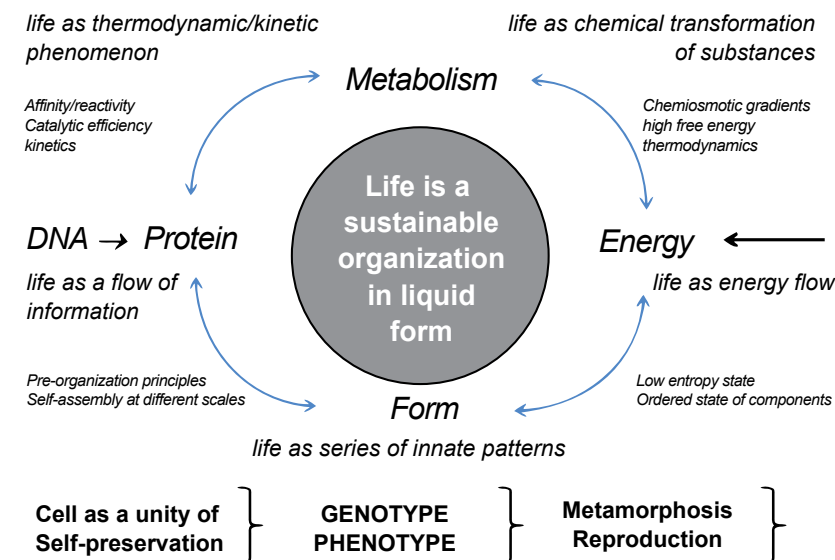 life as thermodynamic/kinetic
phenomenon
life as chemical transformation
of substances
Metabolism
Affinity/reactivity
Catalytic efficiency
kinetics
Chemiosmotic gradients
high free energy
thermodynamics
Life is a
sustainable
organization
in liquid
form
DNA → Protein
Energy
life as a flow of
information
life as energy flow
Pre-organization principles
Self-assembly at different scales
Low entropy state
Ordered state of components
Form
life as series of innate patterns
Cell as a unity of
Self-preservation
GENOTYPE
PHENOTYPE
Metamorphosis
Reproduction